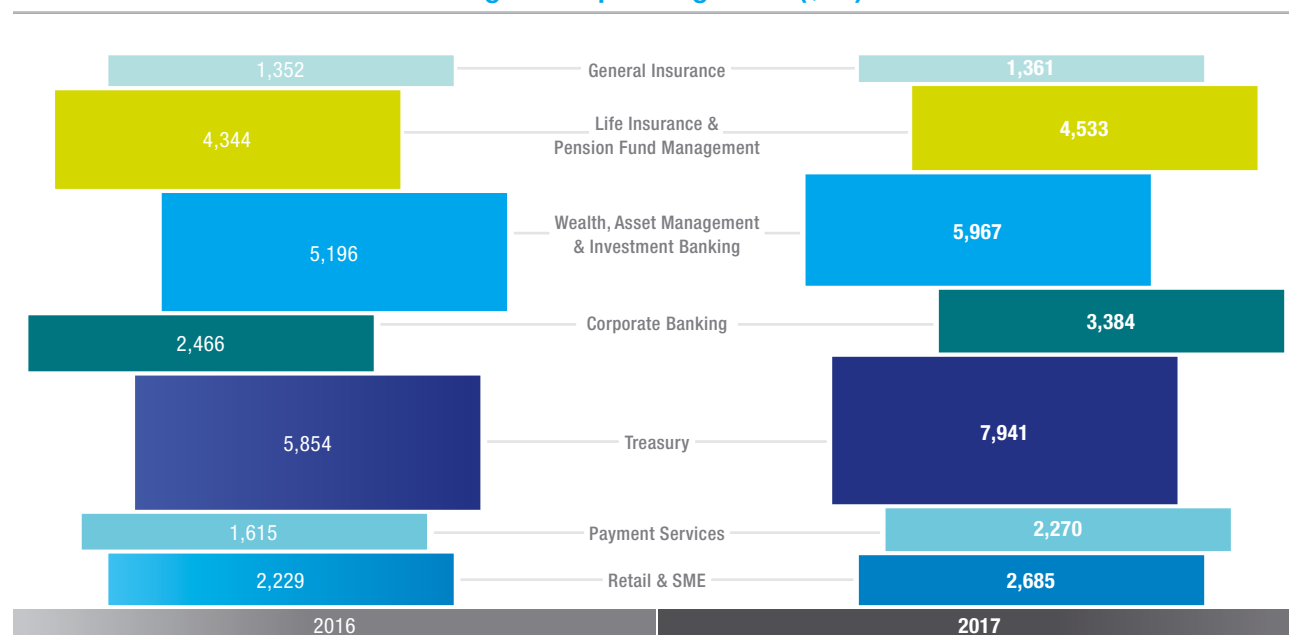 1,352 General Insurance 1,361
4,344 Life Insurance & 4,533
Pension Fund Management
5,196 Wealth, Asset Management 5,967
& Investment Banking
2,466 Corporate Banking 3,384
5,854 Treasury 7,941
1,615 Payment Services 2,270
2,229 Retail & SME 2,685
2016 2017